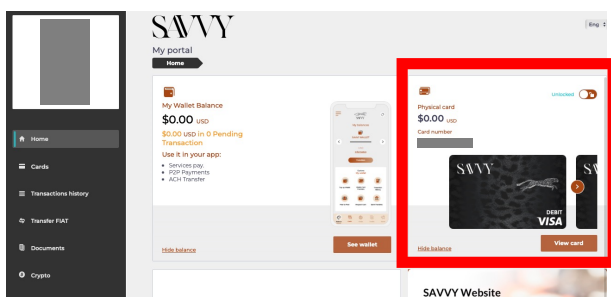 SAVVY
Eng
My portal
Home
Home
Cards
Transactions history
Transfer FIAT
Documents
Crypto
My Wallet Balance
$0.00 USD
$0.00 USD in 0 Pending
Transaction
Use it in your app:
Services pay.
P2P Payments
ACH Transfer
Hide balance
See wallet
Unlocked
Physical card
$0.00 USD
Card number
SAVVY
DEBIT
VISA
Hide balance
View card
SAVVY Website